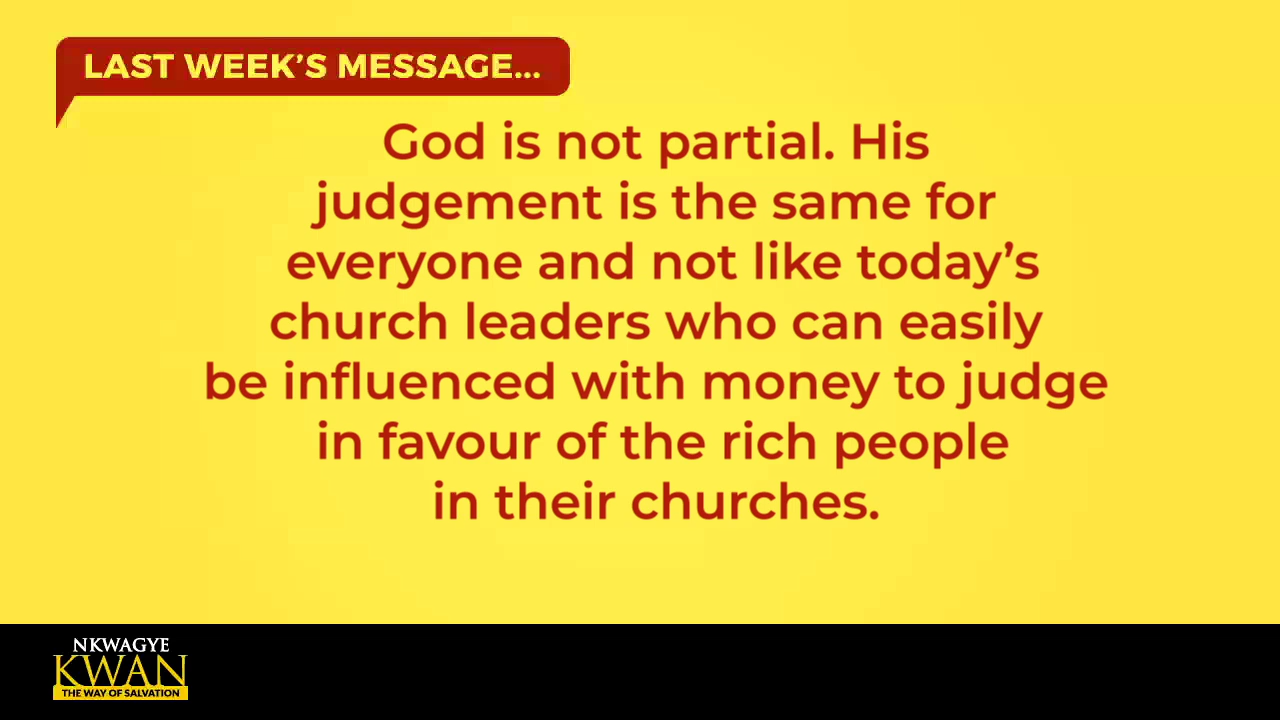 LAST WEEK'S MESSAGE...
God is not partial. His
judgement is the same for
everyone and not like today's
church leaders who can easily
be influenced with money to judge
in favour of the rich people
in their churches.
NKWAGYE
KWAN
THE WAY OF SALVATION